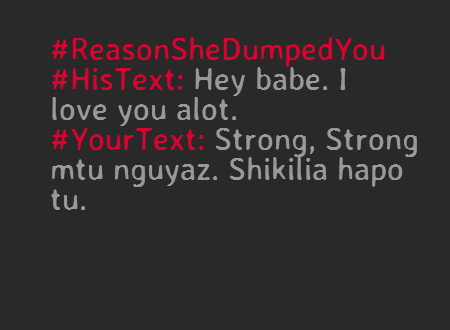 #ReasonSheDumpedYou
#HisText: Hey babe. I
love you alot.
#YourText: Strong, Strong
mtu nguyaz. Shikilia hapo
tu.